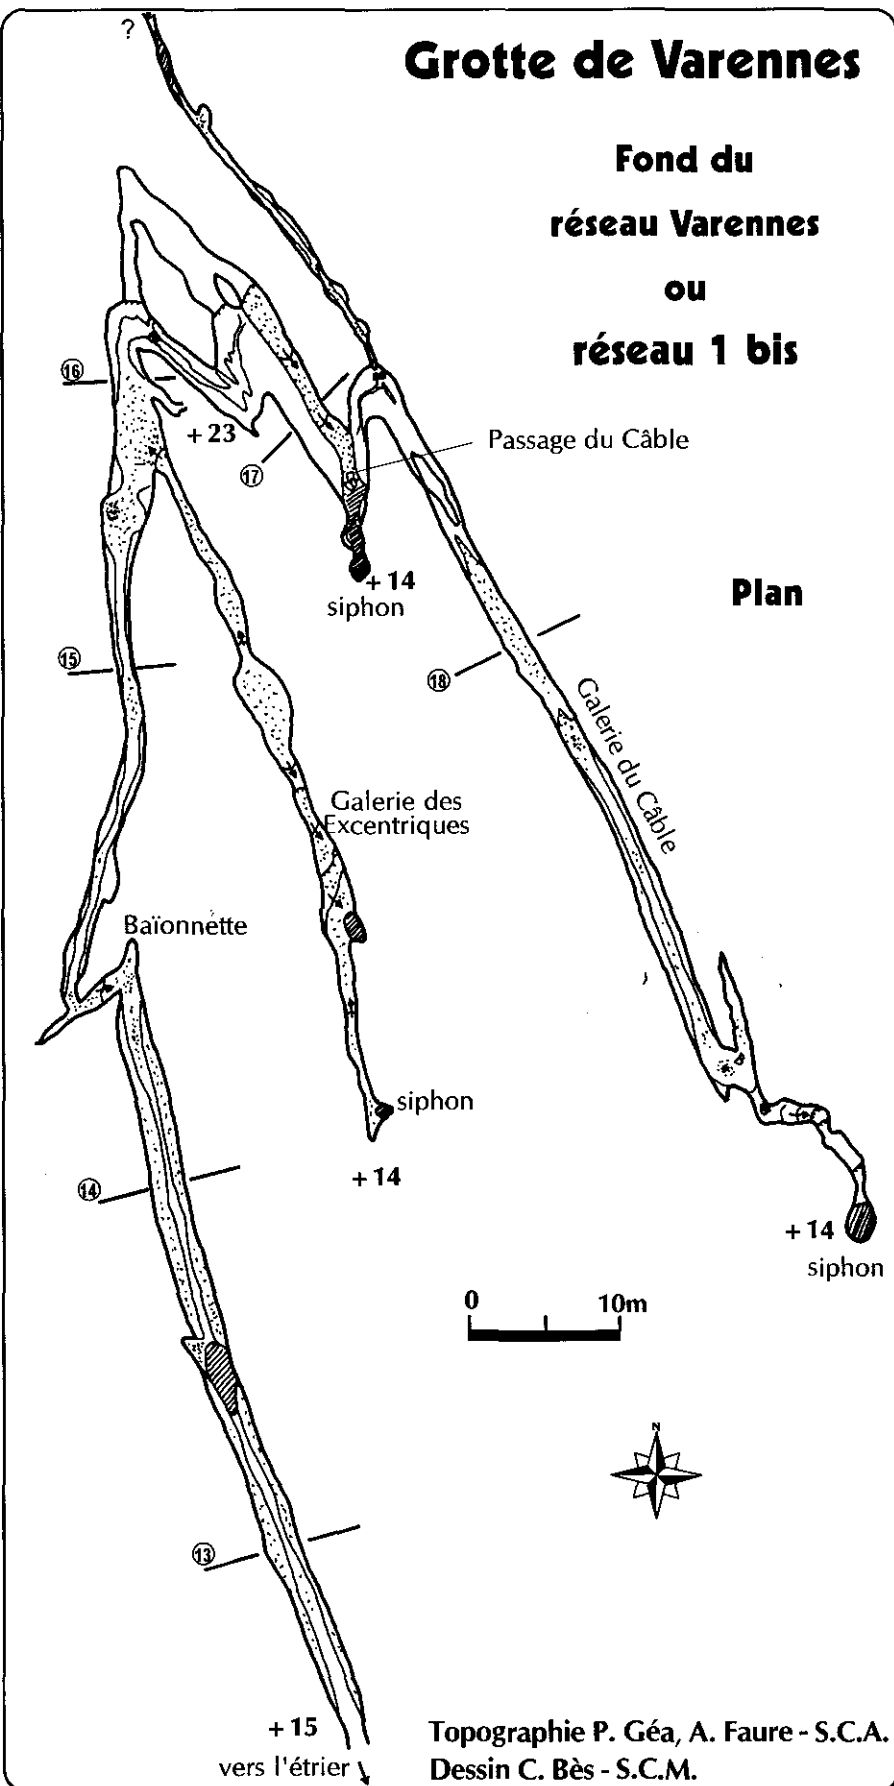 ?
Grotte de Varennes
Fond du
réseau Varennes
ou
réseau 1 bis
16
+ 23
17
Passage du Câble
+ 14
siphon
Plan
15
18
Galerie du Câble
Galerie des
Excentriques
Baïonnette
siphon
+ 14
14
+ 14
siphon
0 10m
N
13
+ 15
vers l'étrier
Topographie P. Géa, A. Faure - S.C.A.
Dessin C. Bès - S.C.M.